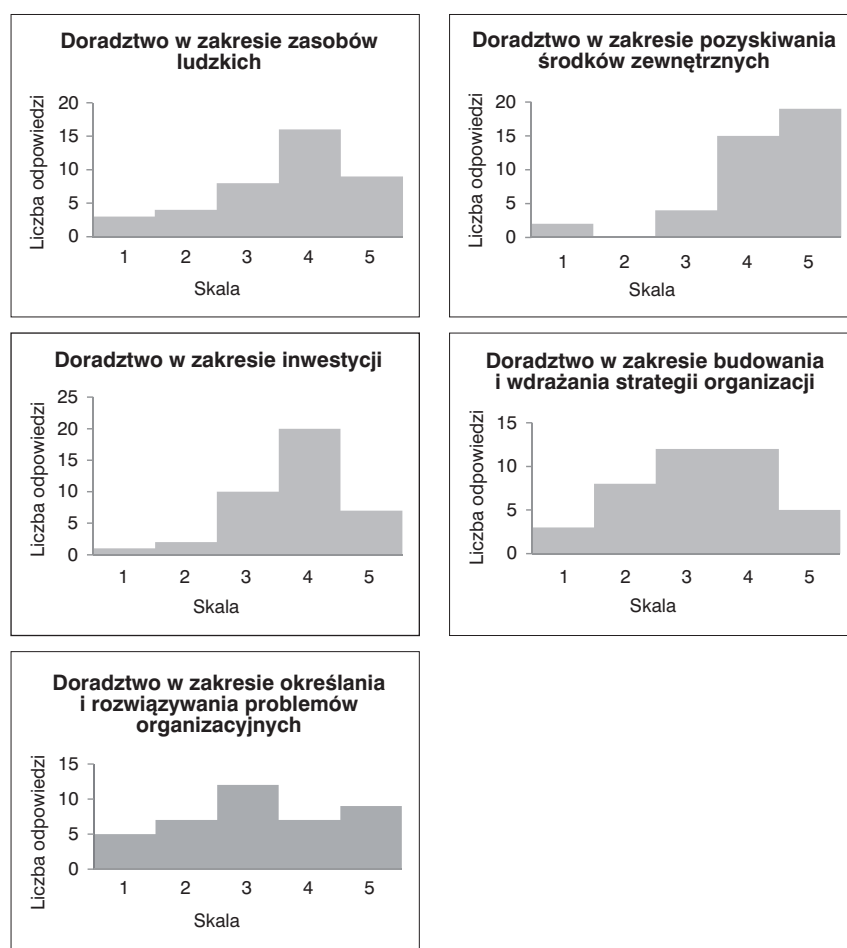 Doradztwo w zakresie zasobów
ludzkich
Liczba odpowiedzi
20
15
10
5
0
1 2 3 4 5
Skala
Doradztwo w zakresie pozyskiwania
środków zewnętrznych
Liczba odpowiedzi
20
15
10
5
0
1 2 3 4 5
Skala
Doradztwo w zakresie inwestycji
Liczba odpowiedzi
25
20
15
10
5
0
1 2 3 4 5
Skala
Doradztwo w zakresie budowania
i wdrażania strategii organizacji
Liczba odpowiedzi
15
10
5
0
1 2 3 4 5
Skala
Doradztwo w zakresie określania
i rozwiązywania problemów
organizacyjnych
Liczba odpowiedzi
15
10
5
0
1 2 3 4 5
Skala